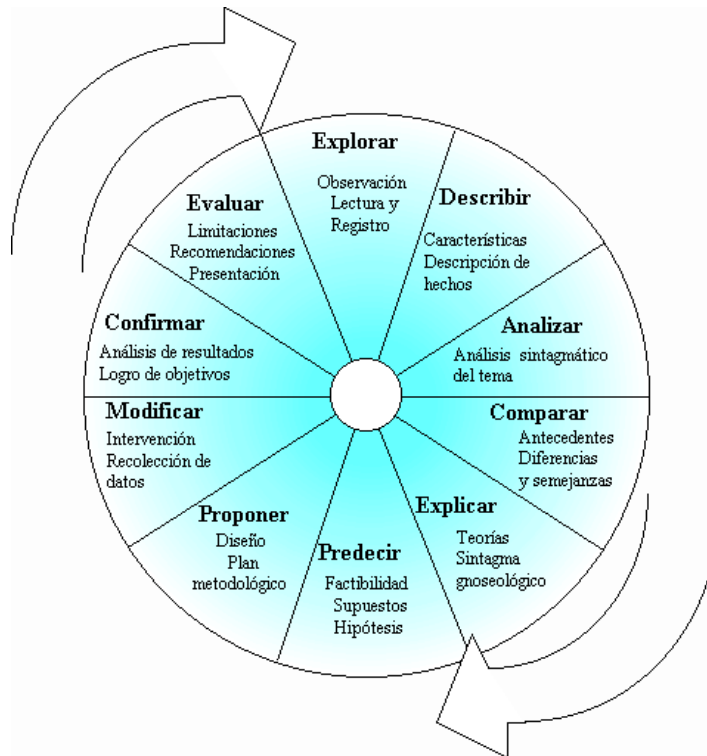 Explorar
Observación
Lectura y
Registro
Describir
Características
Descripción de
hechos
Analizar
Análisis sintagmático
del tema
Comparar
Antecedentes
Diferencias
y semejanzas
Explicar
Teorías
Sintagma
gnoseológico
Predecir
Factibilidad
Supuestos
Hipótesis
Proponer
Diseño
Plan
metodológico
Modificar
Intervención
Recolección de
datos
Confirmar
Análisis de resultados
Logro de objetivos
Evaluar
Limitaciones
Recomendaciones
Presentación